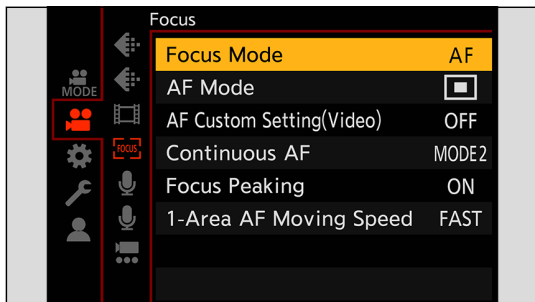 Focus
MODE
FOCUS
Focus Mode AF
AF Mode
AF Custom Setting(Video) OFF
Continuous AF MODE2
Focus Peaking ON
1-Area AF Moving Speed FAST